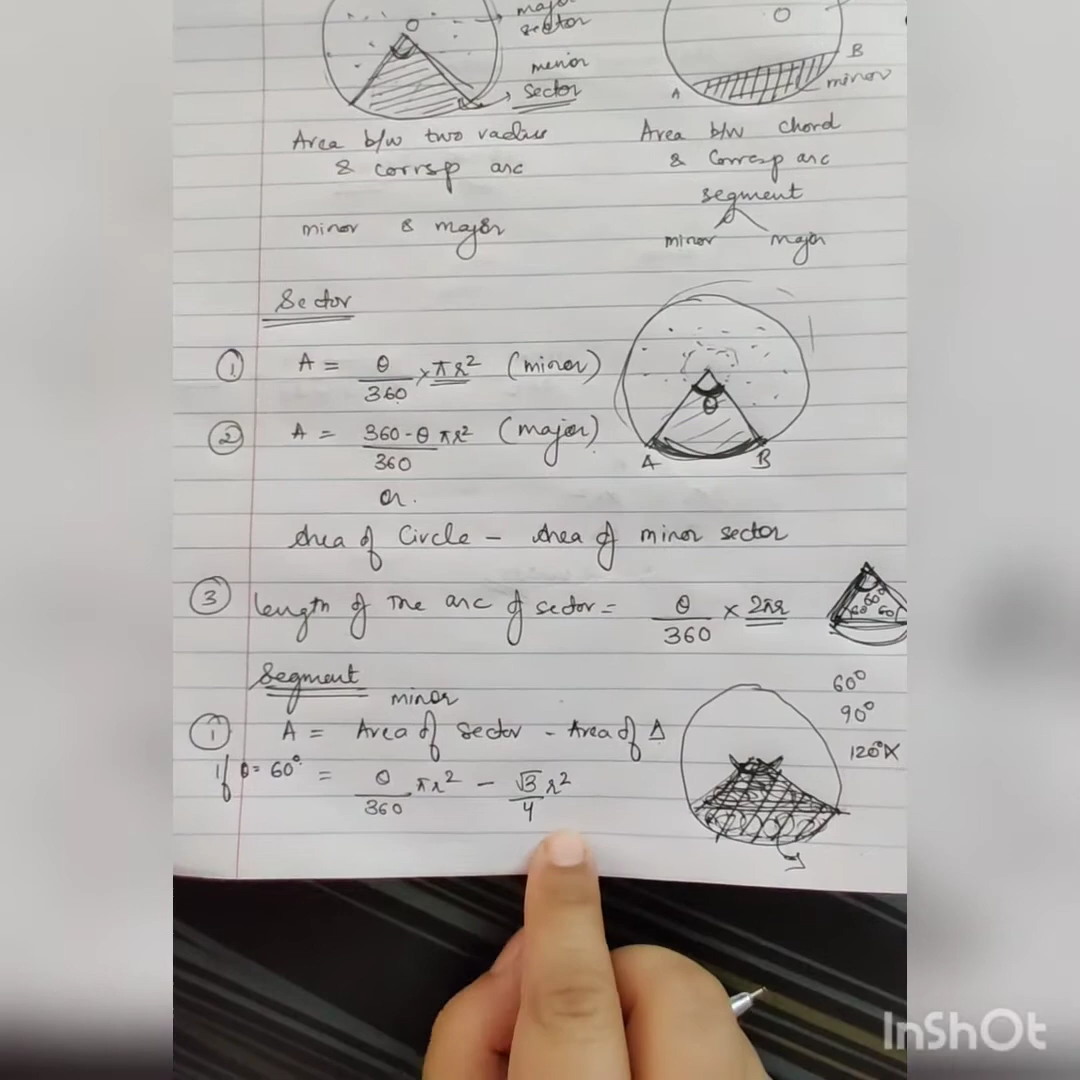 major
sector
O
menior
sector
O
B
A
minor
Area b/w two radius
& corrsp arc
Area b/w chord
& Corresp arc
segment
minor major
minor & major
Sector
① A = θ/360 × πr² (minor)
② A = 360-θ/360 πr² (major)
or.
θ
A B
Area of Circle - Area of minor sector
③ length of the arc of sector = θ/360 × 2πr
60°
60° 60°
Segment
minor
① A = Area of sector - Area of Δ
If θ = 60° = θ/360 πr² - √3/4 r²
60°
90°
120°X
InShOt